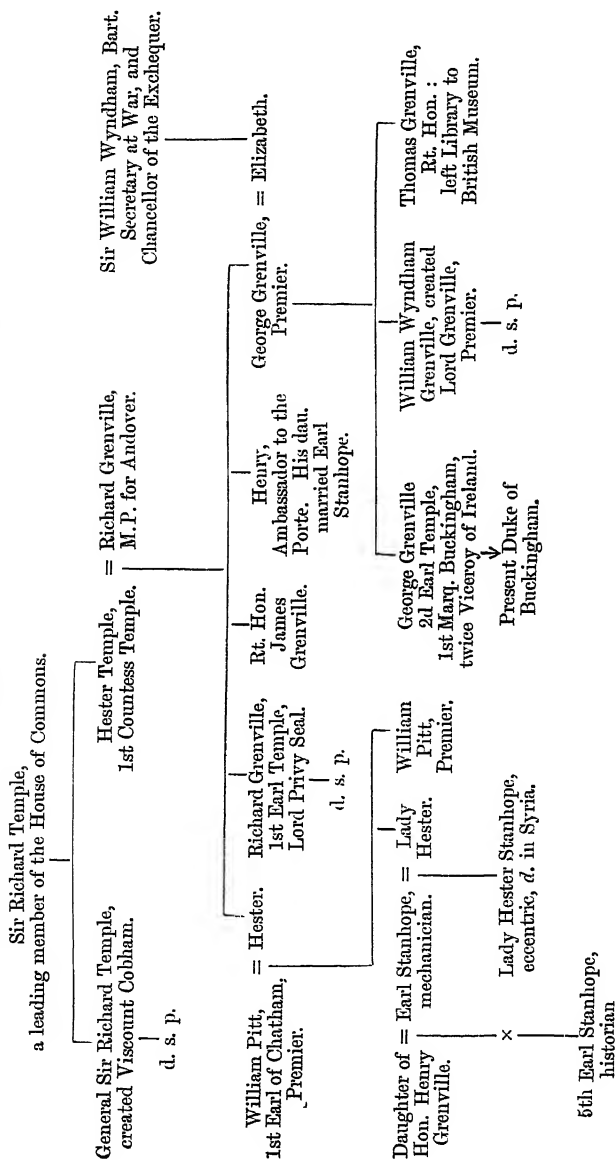 Sir Richard Temple,
a leading member of the House of Commons.
General Sir Richard Temple,
created Viscount Cobham.
d. s. p.
Hester Temple,
1st Countess Temple.
= Richard Grenville,
M.P. for Andover.
Sir William Wyndham, Bart.
Secretary at War, and
Chancellor of the Exchequer.
William Pitt,
1st Earl of Chatham,
Premier.
= Hester.
Richard Grenville,
1st Earl Temple,
Lord Privy Seal.
d. s. p.
Rt. Hon.
James
Grenville.
Henry,
Ambassador to the
Porte. His dau.
married Earl
Stanhope.
George Grenville,
Premier.
= Elizabeth.
Daughter of
Hon. Henry
Grenville.
= Earl Stanhope,
mechanician.
= Lady
Hester.
William
Pitt,
Premier.
George Grenville
2d Earl Temple,
1st Marq. Buckingham,
twice Viceroy of Ireland.
Present Duke of
Buckingham.
William Wyndham
Grenville, created
Lord Grenville,
Premier.
d. s. p.
Thomas Grenville,
Rt. Hon. :
left Library to
British Museum.
Lady Hester Stanhope,
eccentric, d. in Syria.
×
5th Earl Stanhope,
historian